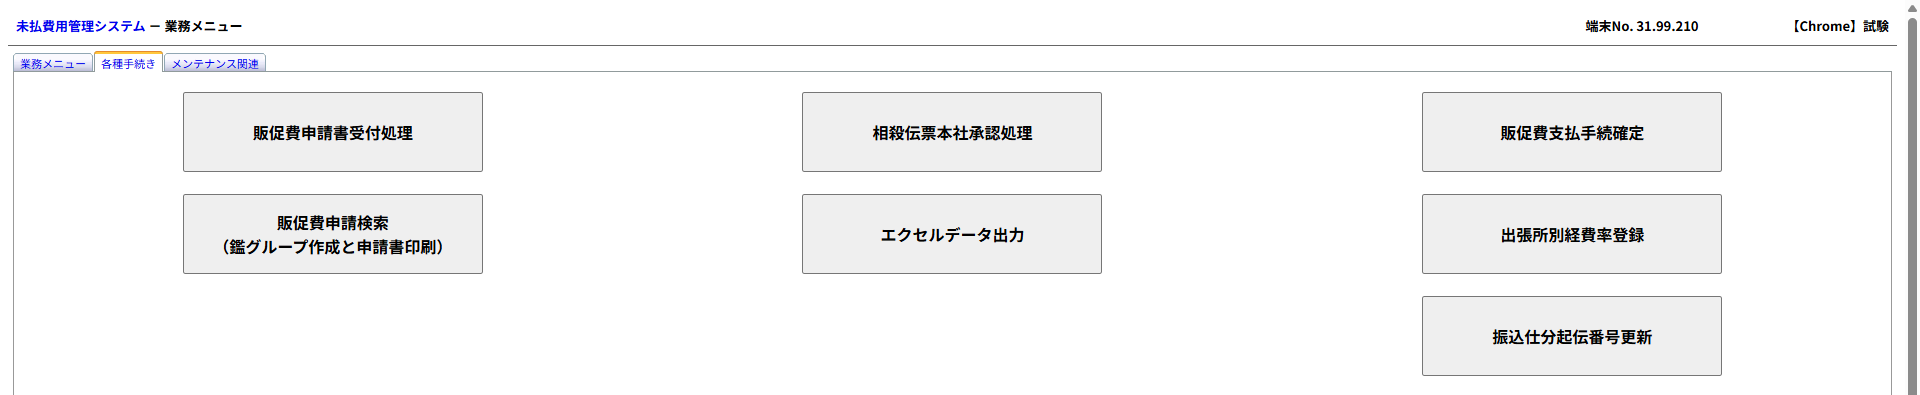 未払費用管理システム － 業務メニュー
端末No. 31.99.210
【Chrome】試験
業務メニュー
各種手続き
メンテナンス関連
販促費申請書受付処理
相殺伝票本社承認処理
販促費支払手続確定
販促費申請検索
（鑑グループ作成と申請書印刷）
エクセルデータ出力
出張所別経費率登録
振込仕分起伝番号更新